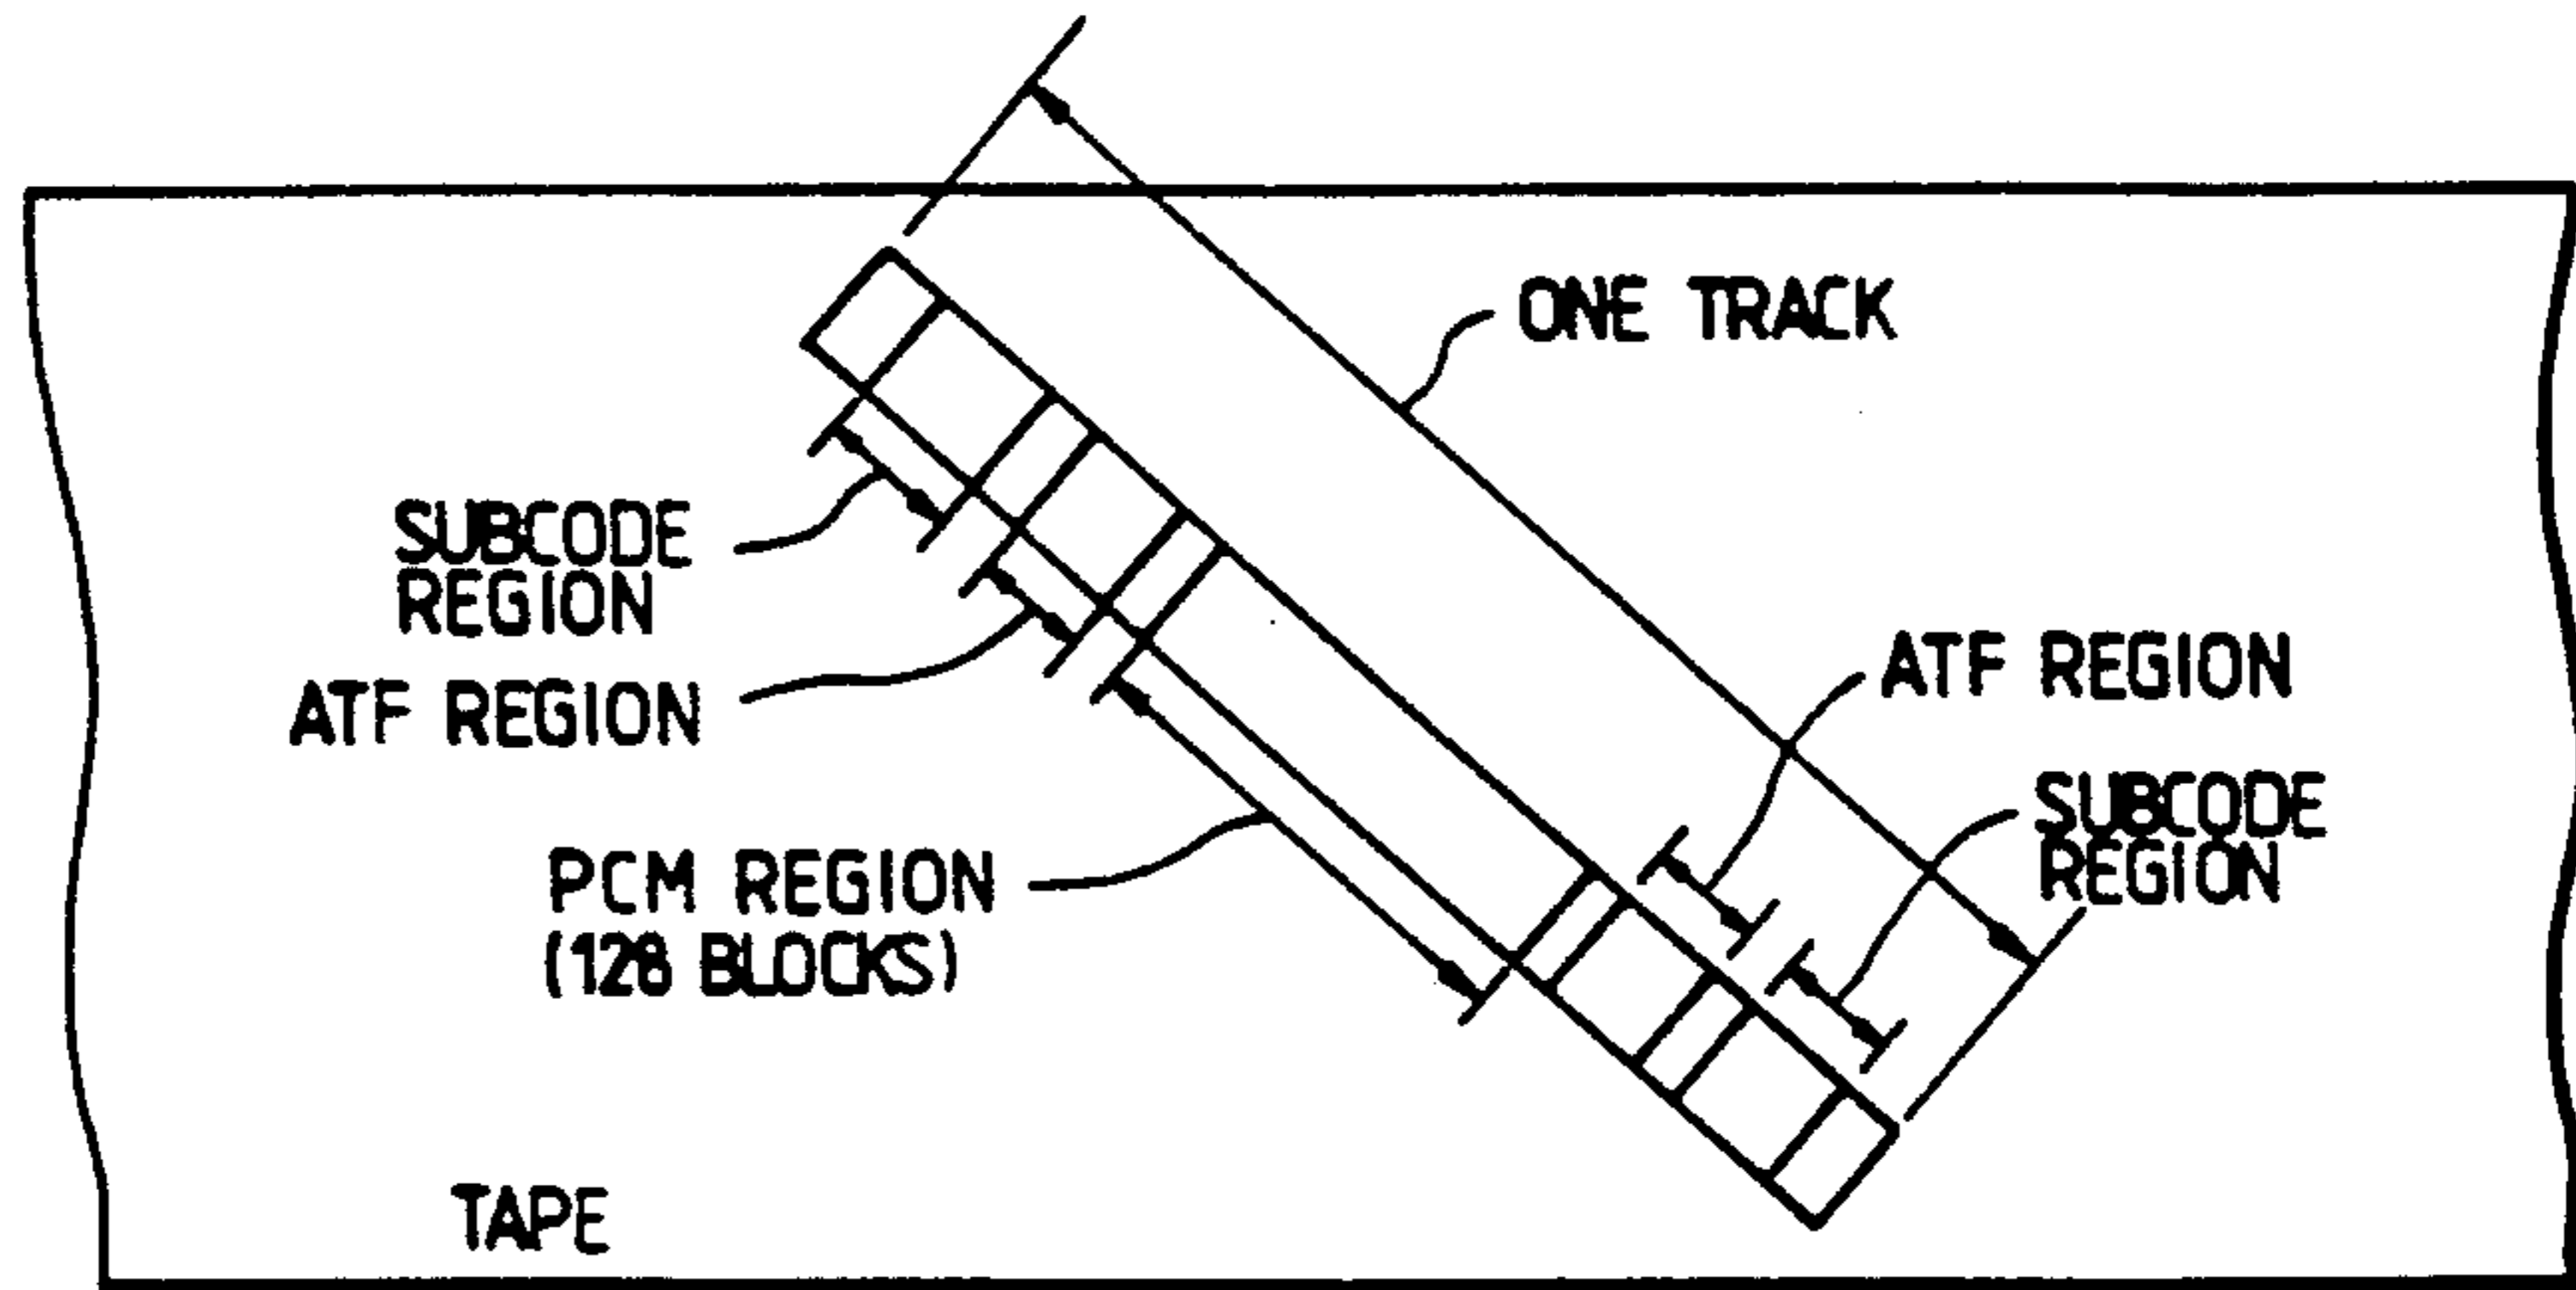 ONE TRACK
SUBCODE
REGION
ATF REGION
PCM REGION
(128 BLOCKS)
ATF REGION
SUBCODE
REGION
TAPE